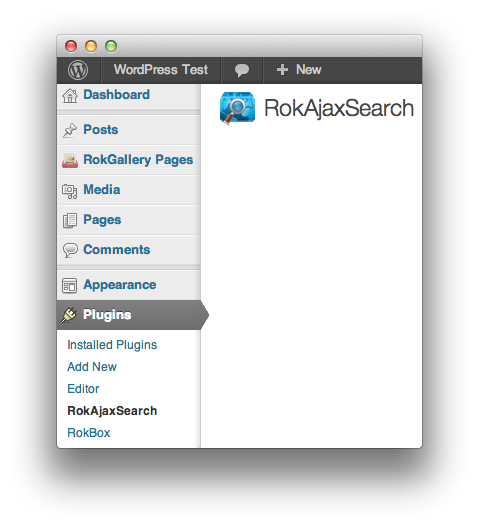 WordPress Test
New
Dashboard
RokAjaxSearch
Posts
RokGallery Pages
Media
Pages
Comments
Appearance
Plugins
Installed Plugins
Add New
Editor
RokAjaxSearch
RokBox